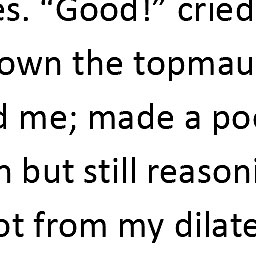 es. “Good!” cried
own the topmau
d me; made a poo
n but still reasoni
ot from my dilate